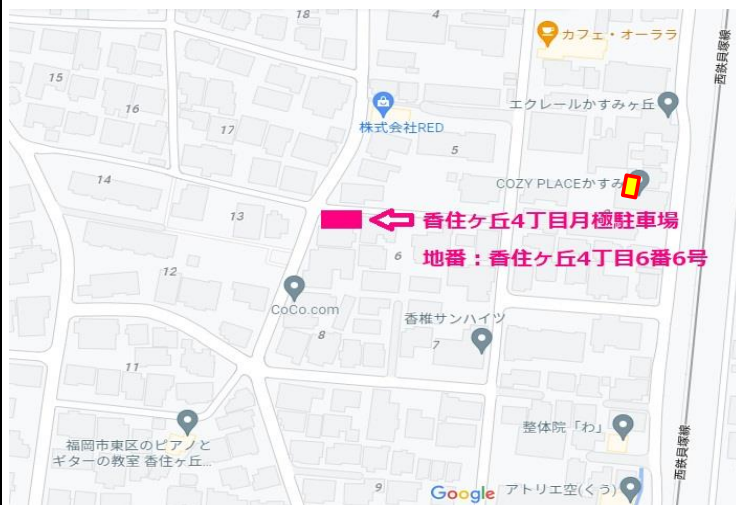 18
4
カフェ・オーララ
西鉄貝塚線
15
エクレールかすみヶ丘
16
17
株式会社RED
5
14
COZY PLACEかすみ
13
香住ケ丘4丁目月極駐車場
6
地番：香住ケ丘4丁目6番6号
12
CoCo.com
香椎サンハイツ
8
7
11
整体院「わ」
福岡市東区のピアノと
ギターの教室 香住ヶ丘...
西鉄貝塚線
9
Google
アトリエ空(くう)